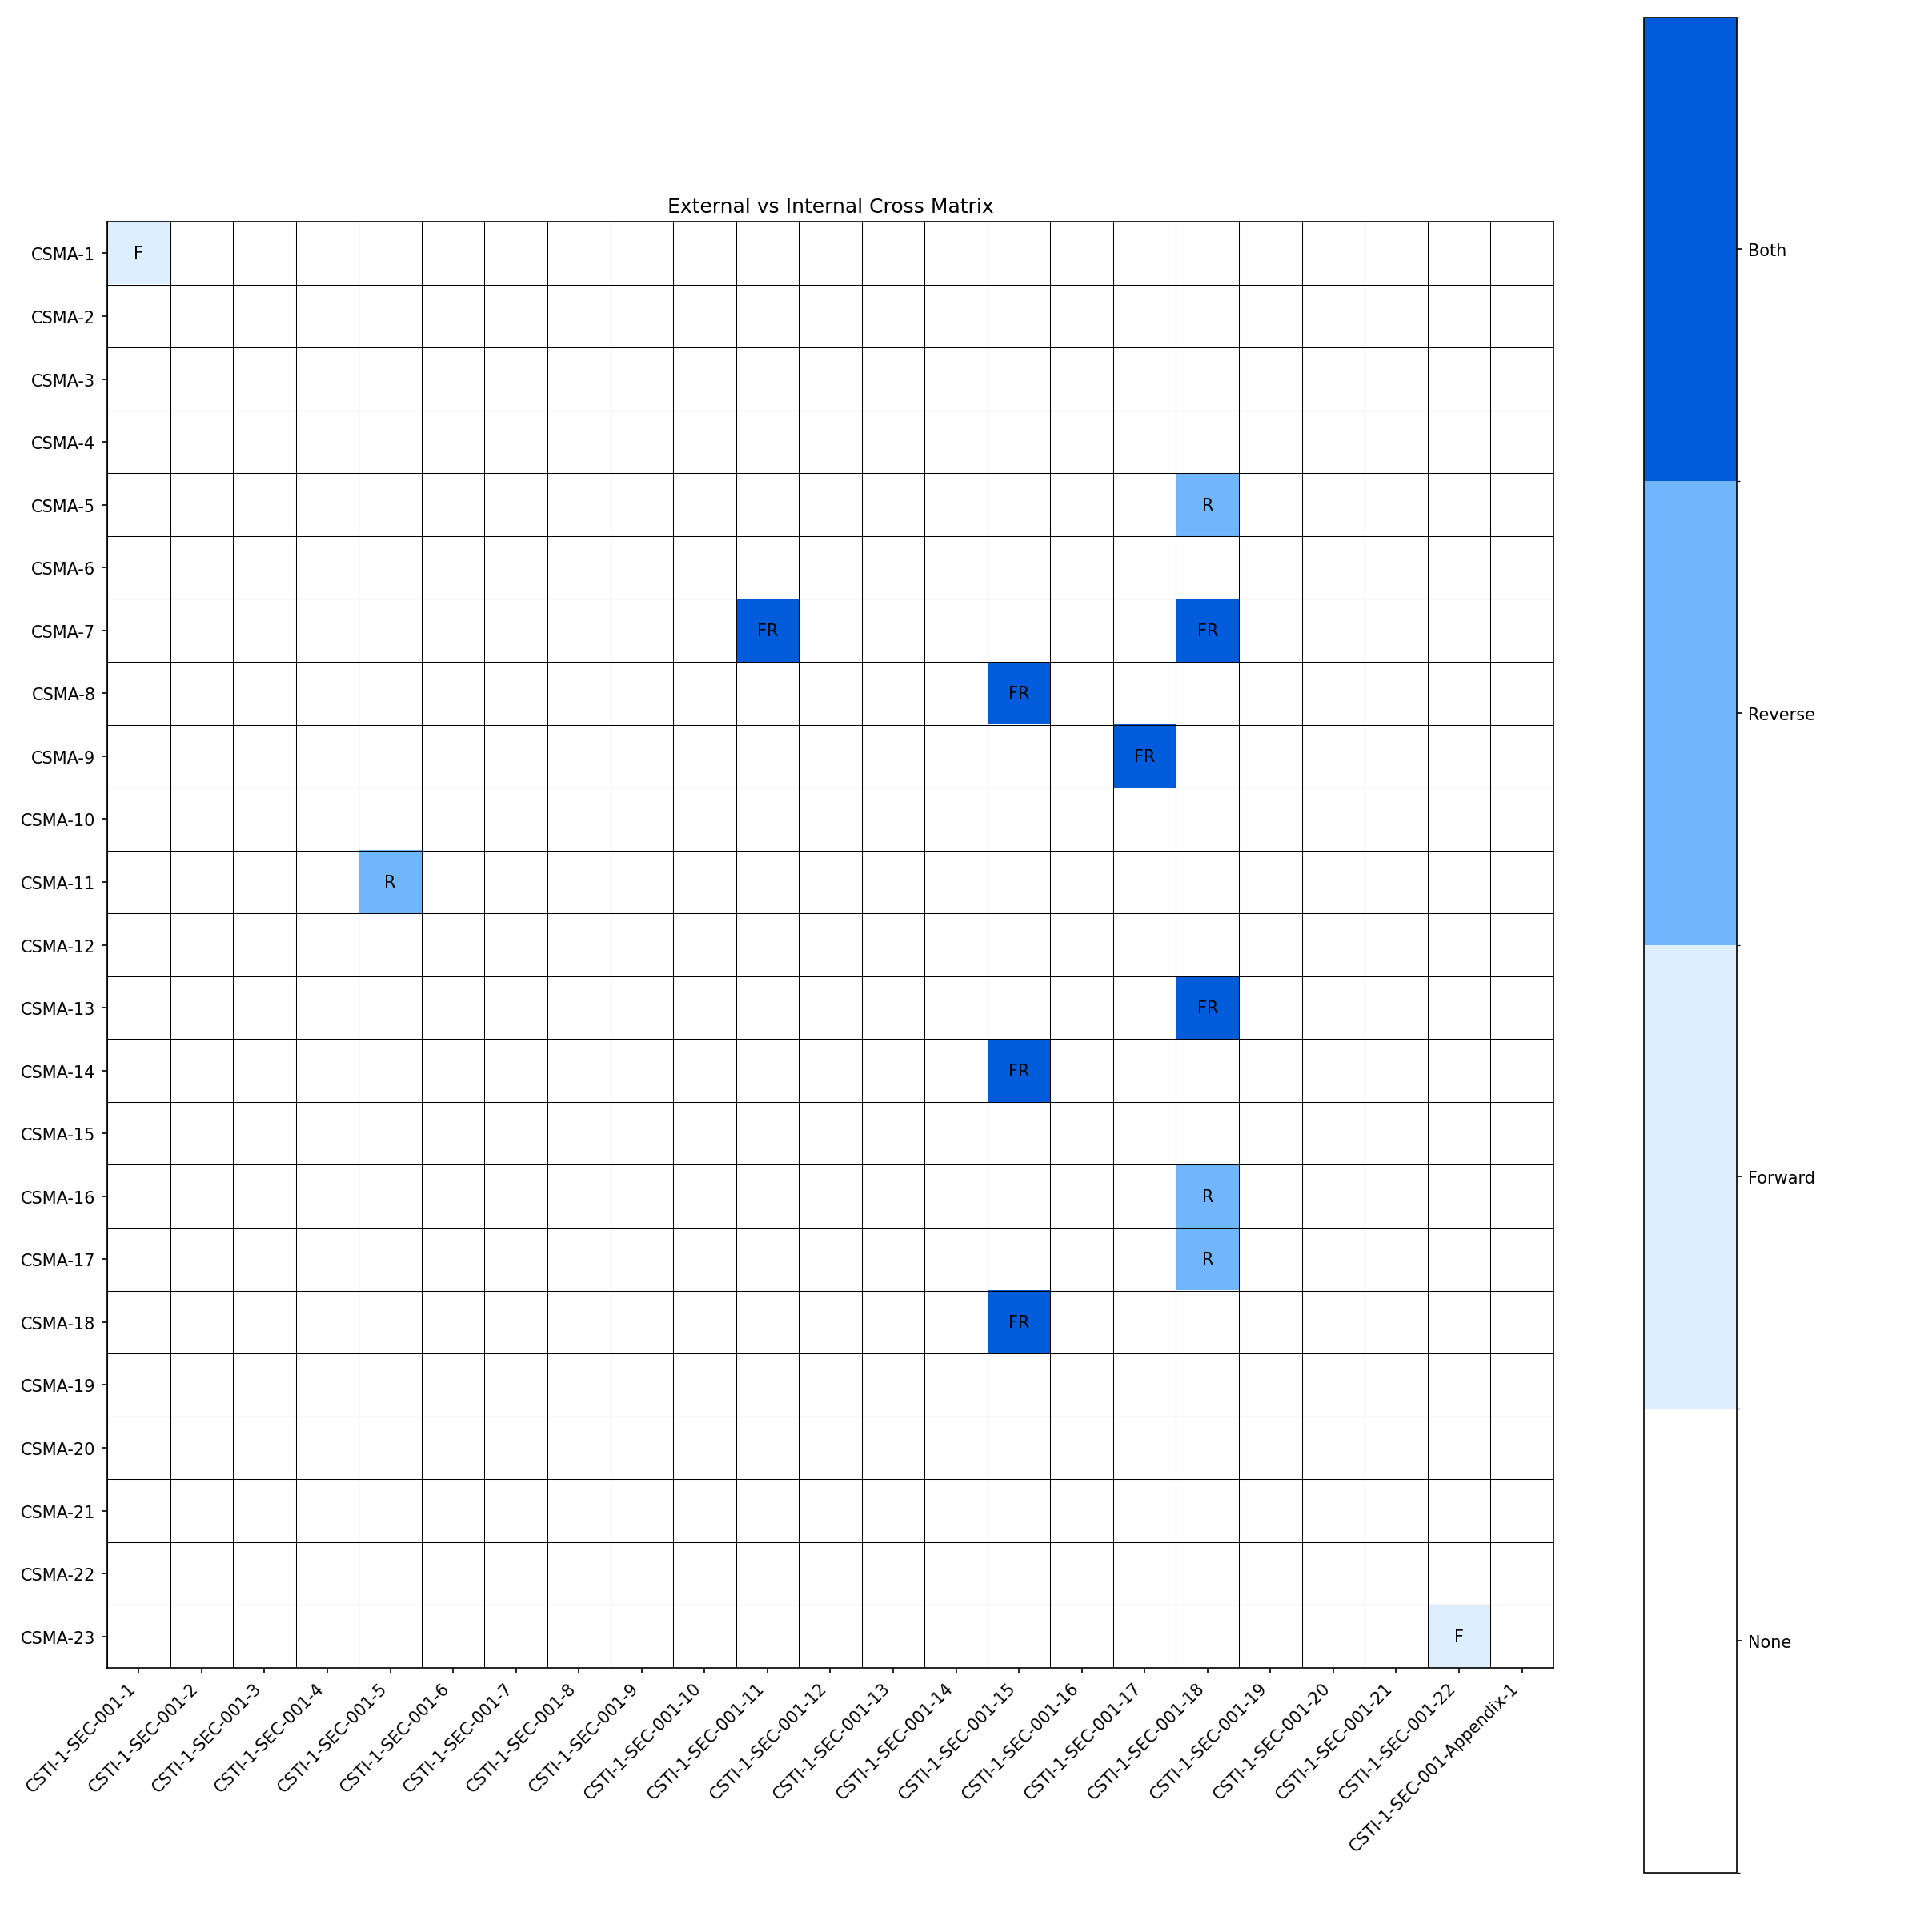 External vs Internal Cross Matrix
CSMA-1 F
CSMA-2
CSMA-3
CSMA-4
CSMA-5 R
CSMA-6
CSMA-7 FR FR
CSMA-8 FR
CSMA-9 FR
CSMA-10
CSMA-11 R
CSMA-12
CSMA-13 FR
CSMA-14 FR
CSMA-15
CSMA-16 R
CSMA-17 R
CSMA-18 FR
CSMA-19
CSMA-20
CSMA-21
CSMA-22
CSMA-23 F
CSTI-1-SEC-001-1
CSTI-1-SEC-001-2
CSTI-1-SEC-001-3
CSTI-1-SEC-001-4
CSTI-1-SEC-001-5
CSTI-1-SEC-001-6
CSTI-1-SEC-001-7
CSTI-1-SEC-001-8
CSTI-1-SEC-001-9
CSTI-1-SEC-001-10
CSTI-1-SEC-001-11
CSTI-1-SEC-001-12
CSTI-1-SEC-001-13
CSTI-1-SEC-001-14
CSTI-1-SEC-001-15
CSTI-1-SEC-001-16
CSTI-1-SEC-001-17
CSTI-1-SEC-001-18
CSTI-1-SEC-001-19
CSTI-1-SEC-001-20
CSTI-1-SEC-001-21
CSTI-1-SEC-001-22
CSTI-1-SEC-001-Appendix-1
Both
Reverse
Forward
None